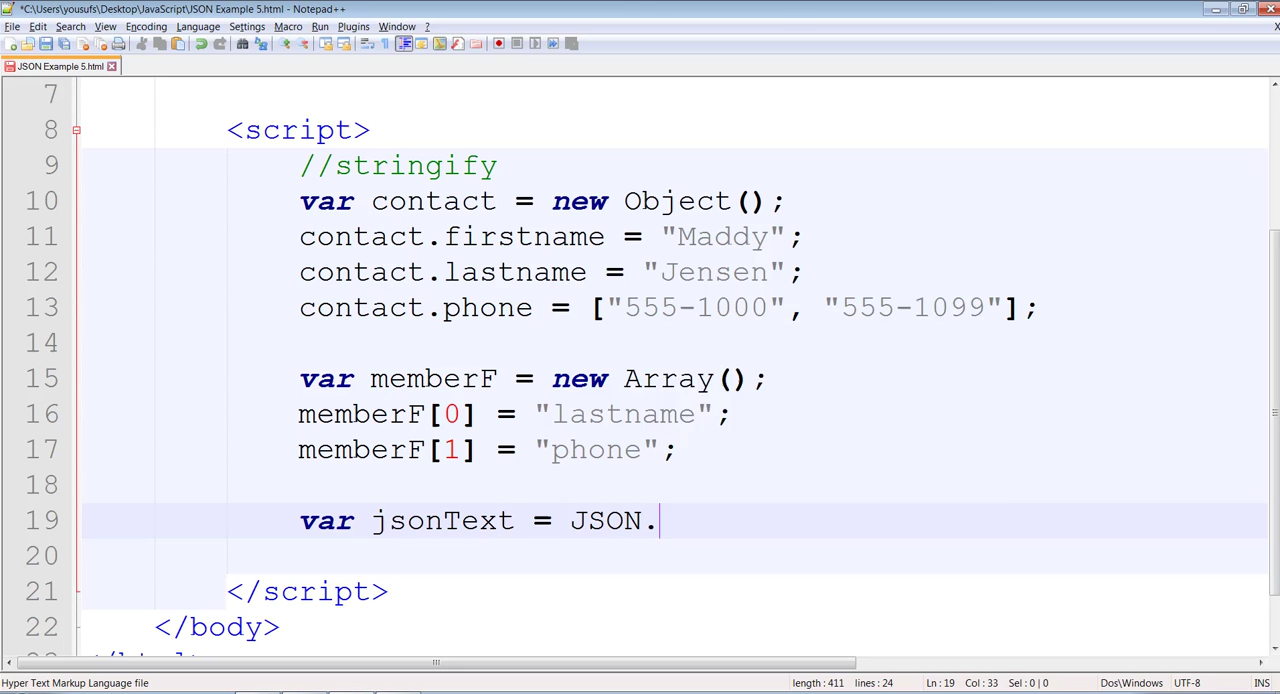 *C:\Users\yousufs\Desktop\JavaScript\JSON Example 5.html - Notepad++
File Edit Search View Encoding Language Settings Macro Run Plugins Window ?
X
JSON Example 5.html
7
8 <script>
9 //stringify
10 var contact = new Object();
11 contact.firstname = "Maddy";
12 contact.lastname = "Jensen";
13 contact.phone = ["555-1000", "555-1099"];
14
15 var memberF = new Array();
16 memberF[0] = "lastname";
17 memberF[1] = "phone";
18
19 var jsonText = JSON.
20
21 </script>
22 </body>
Hyper Text Markup Language file length : 411 lines : 24 Ln : 19 Col : 33 Sel : 0 | 0 Dos\Windows UTF-8 INS